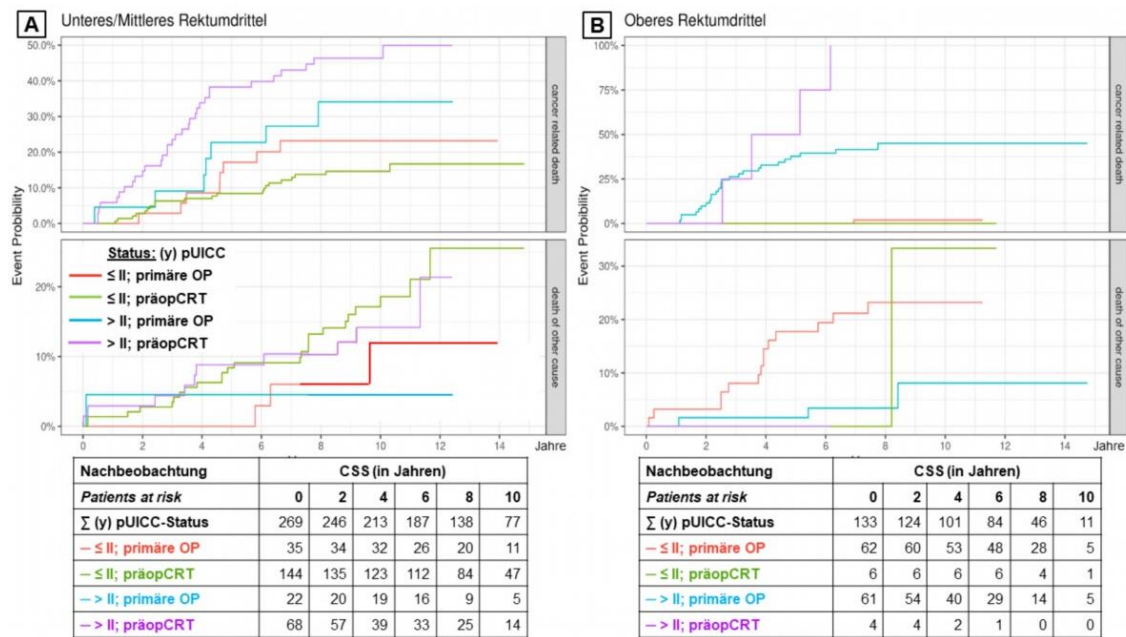 A Unteres/Mittleres Rektumdrittel
50.0%
40.0%
30.0%
20.0%
10.0%
0.0%
cancer related death
Event Probibility
Status: (y) pUICC
≤ II; primäre OP
≤ II; präopCRT
> II; primäre OP
> II; präopCRT
20%
10%
0%
death of other cause
0 2 4 6 8 10 12 14 Jahre
Nachbeobachtung CSS (in Jahren)
Patients at risk 0 2 4 6 8 10
∑ (y) pUICC-Status 269 246 213 187 138 77
— ≤ II; primäre OP 35 34 32 26 20 11
— ≤ II; präopCRT 144 135 123 112 84 47
— > II; primäre OP 22 20 19 16 9 5
— > II; präopCRT 68 57 39 33 25 14
B Oberes Rektumdrittel
100%
75%
50%
25%
0%
cancer related death
Event Probibility
30%
20%
10%
0%
death of other cause
0 2 4 6 8 10 12 14 Jahre
Nachbeobachtung CSS (in Jahren)
Patients at risk 0 2 4 6 8 10
∑ (y) pUICC-Status 133 124 101 84 46 11
— ≤ II; primäre OP 62 60 53 48 28 5
— ≤ II; präopCRT 6 6 6 6 4 1
— > II; primäre OP 61 54 40 29 14 5
— > II; präopCRT 4 4 2 1 0 0